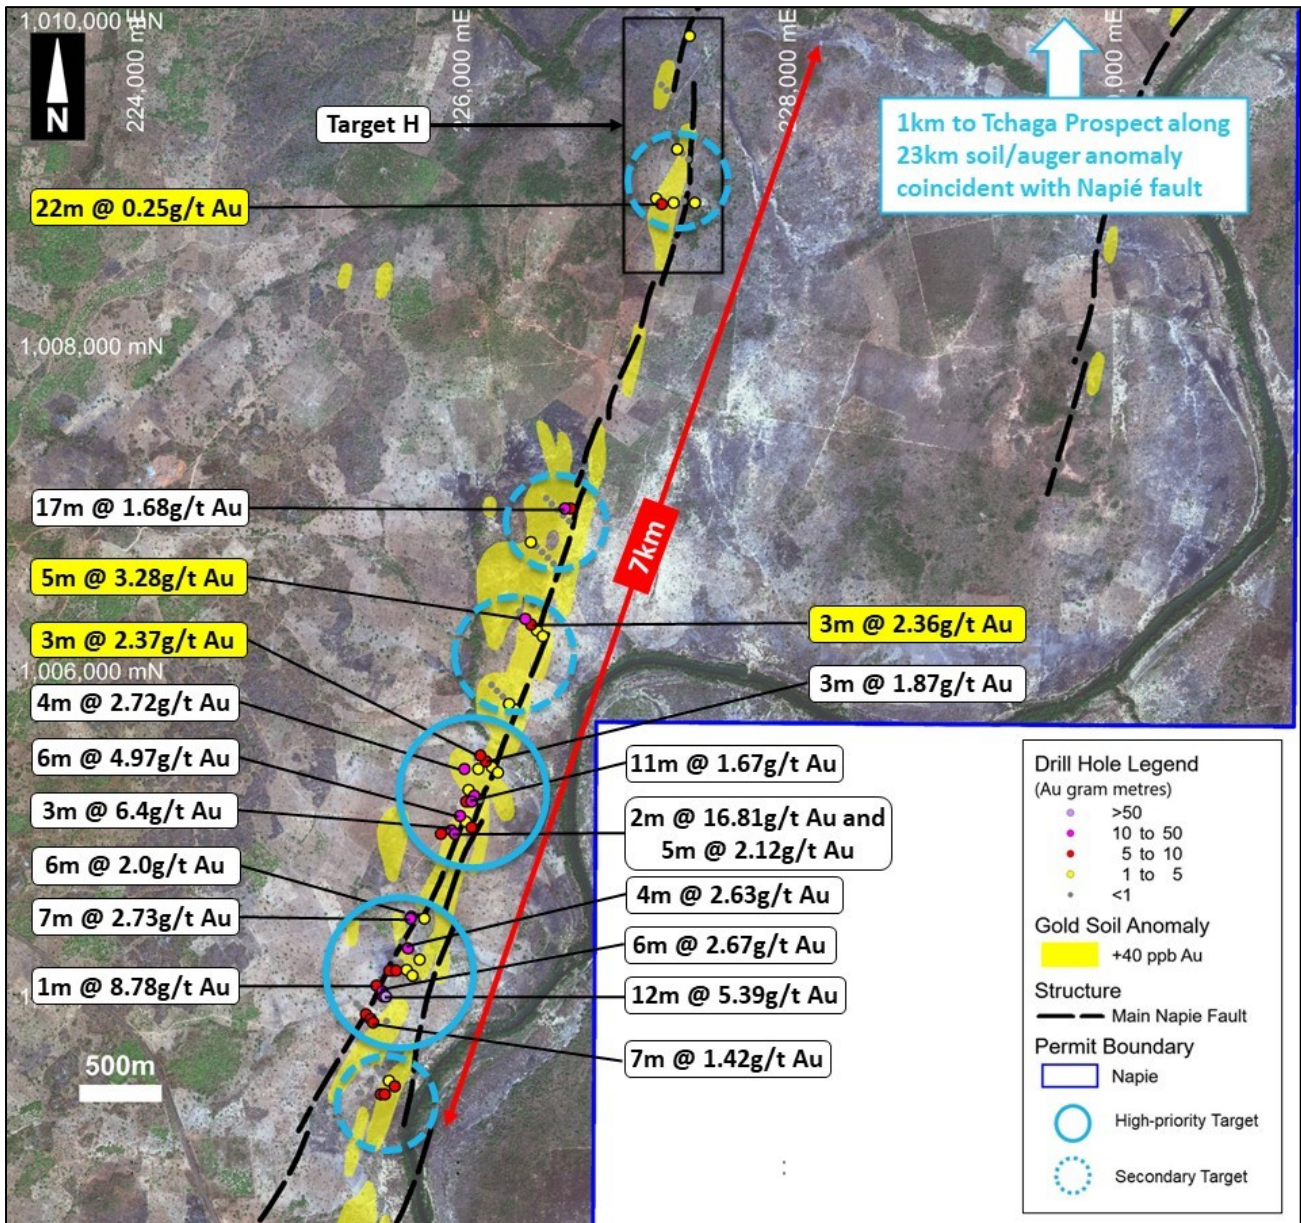 1,010,000 mN
224,000 mE
226,000 mE
228,000 mE
mE
N
Target H
1km to Tchaga Prospect along
23km soil/auger anomaly
coincident with Napié fault
22m @ 0.25g/t Au
1,008,000 mN
17m @ 1.68g/t Au
7km
5m @ 3.28g/t Au
3m @ 2.37g/t Au
3m @ 2.36g/t Au
1,006,000 mN
3m @ 1.87g/t Au
4m @ 2.72g/t Au
6m @ 4.97g/t Au
11m @ 1.67g/t Au
3m @ 6.4g/t Au
2m @ 16.81g/t Au and
5m @ 2.12g/t Au
6m @ 2.0g/t Au
4m @ 2.63g/t Au
7m @ 2.73g/t Au
6m @ 2.67g/t Au
1m @ 8.78g/t Au
12m @ 5.39g/t Au
7m @ 1.42g/t Au
500m
Drill Hole Legend
(Au gram metres)
>50
10 to 50
5 to 10
1 to 5
<1
Gold Soil Anomaly
+40 ppb Au
Structure
Main Napie Fault
Permit Boundary
Napie
High-priority Target
Secondary Target